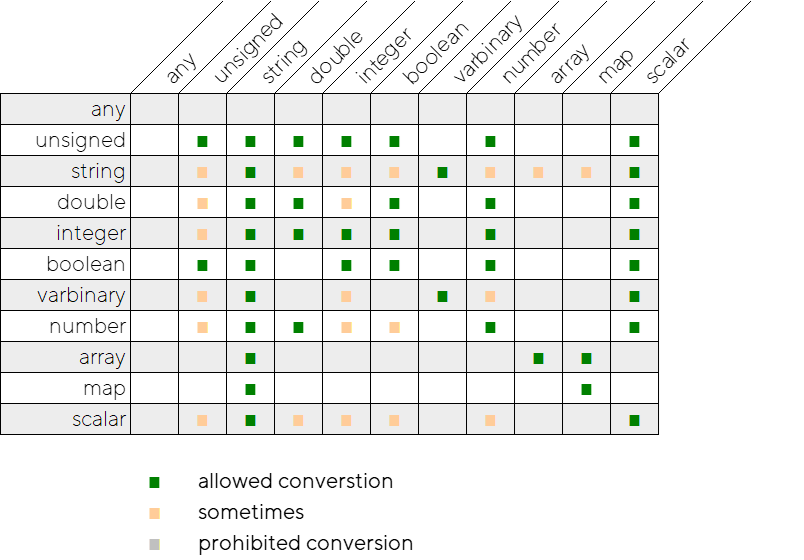 any
unsigned
string
double
integer
boolean
varbinary
number
array
map
scalar
any
unsigned
string
double
integer
boolean
varbinary
number
array
map
scalar
allowed converstion
sometimes
prohibited conversion